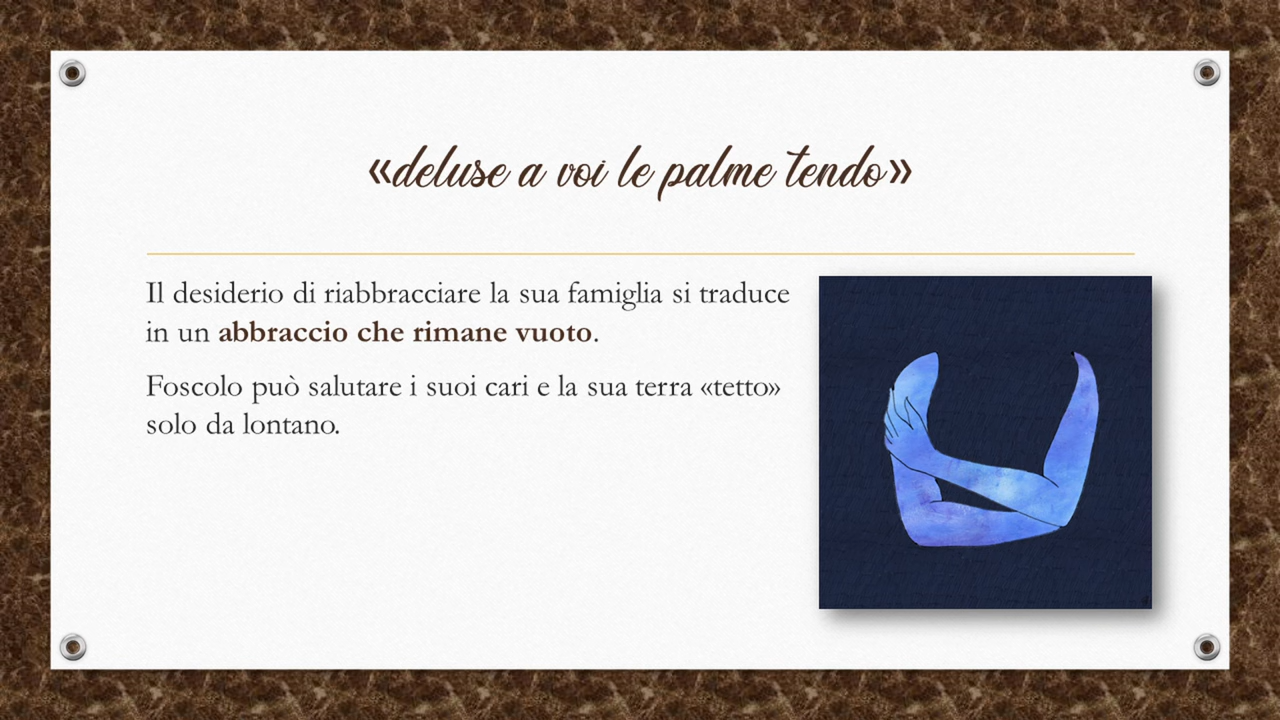 «deluse a voi le palme tendo»
Il desiderio di riabbracciare la sua famiglia si traduce
in un abbraccio che rimane vuoto.
Foscolo può salutare i suoi cari e la sua terra «tetto»
solo da lontano.